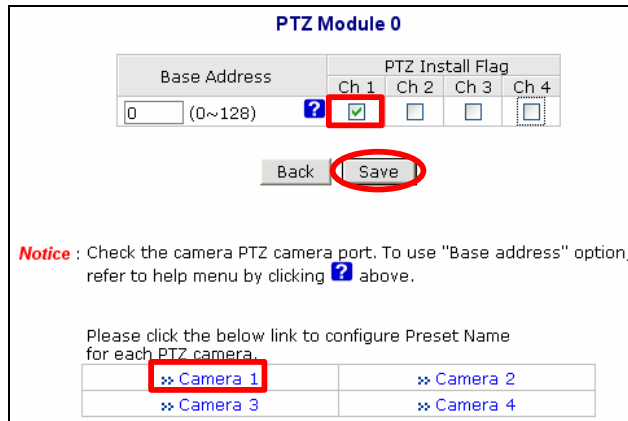 PTZ Module 0
Base Address
PTZ Install Flag
Ch 1 Ch 2 Ch 3 Ch 4
0 (0~128) ?
Back Save
Notice : Check the camera PTZ camera port. To use "Base address" option,
refer to help menu by clicking ? above.
Please click the below link to configure Preset Name
for each PTZ camera.
» Camera 1 » Camera 2
» Camera 3 » Camera 4